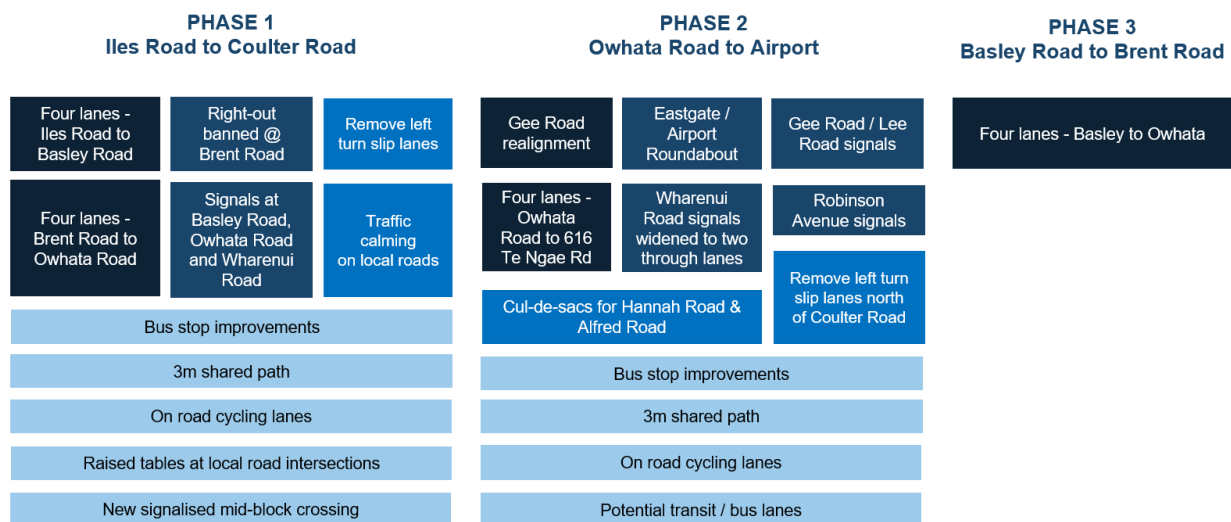 PHASE 1
Iles Road to Coulter Road
Four lanes -
Iles Road to
Basley Road
Right-out
banned @
Brent Road
Remove left
turn slip lanes
Four lanes -
Brent Road to
Owhata Road
Signals at
Basley Road,
Owhata Road
and Wharenui
Road
Traffic
calming
on local roads
Bus stop improvements
3m shared path
On road cycling lanes
Raised tables at local road intersections
New signalised mid-block crossing
PHASE 2
Owhata Road to Airport
Gee Road
realignment
Eastgate /
Airport
Roundabout
Gee Road / Lee
Road signals
Four lanes -
Owhata
Road to 616
Te Ngae Rd
Wharenui
Road signals
widened to two
through lanes
Robinson
Avenue signals
Cul-de-sacs for Hannah Road &
Alfred Road
Remove left turn
slip lanes north
of Coulter Road
Bus stop improvements
3m shared path
On road cycling lanes
Potential transit / bus lanes
PHASE 3
Basley Road to Brent Road
Four lanes - Basley to Owhata